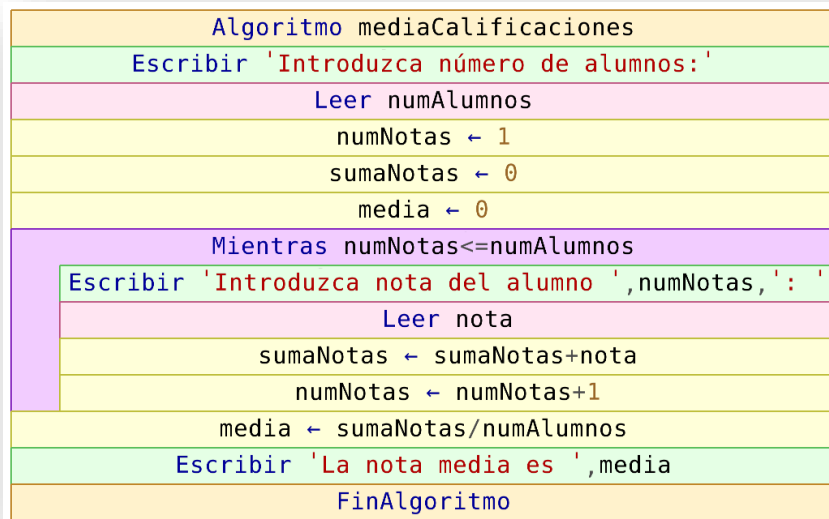 Algoritmo mediaCalificaciones
Escribir 'Introduzca número de alumnos:'
Leer numAlumnos
numNotas ← 1
sumaNotas ← 0
media ← 0
Mientras numNotas<=numAlumnos
Escribir 'Introduzca nota del alumno ',numNotas,': '
Leer nota
sumaNotas ← sumaNotas+nota
numNotas ← numNotas+1
media ← sumaNotas/numAlumnos
Escribir 'La nota media es ',media
FinAlgoritmo